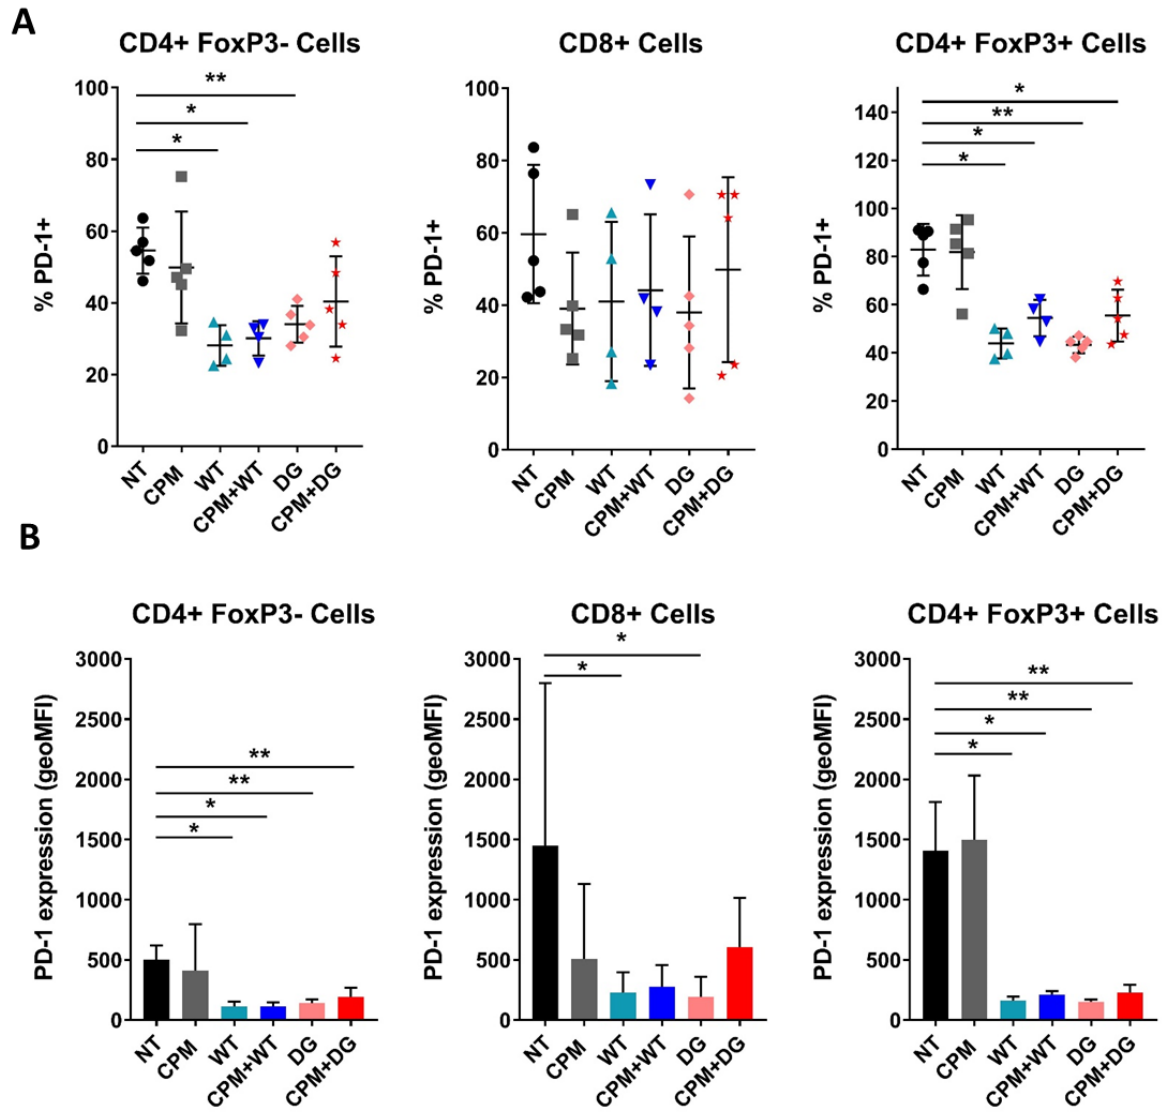 A
CD4+ FoxP3- Cells
% PD-1+
100
80
60
40
20
0
**
*
*
NT
CPM
WT
CPM+WT
DG
CPM+DG
CD8+ Cells
% PD-1+
100
80
60
40
20
0
NT
CPM
WT
CPM+WT
DG
CPM+DG
CD4+ FoxP3+ Cells
% PD-1+
140
120
100
80
60
40
20
0
*
**
*
*
NT
CPM
WT
CPM+WT
DG
CPM+DG
B
CD4+ FoxP3- Cells
PD-1 expression (geoMFI)
3000
2500
2000
1500
1000
500
0
**
**
*
*
NT
CPM
WT
CPM+WT
DG
CPM+DG
CD8+ Cells
PD-1 expression (geoMFI)
3000
2500
2000
1500
1000
500
0
*
*
NT
CPM
WT
CPM+WT
DG
CPM+DG
CD4+ FoxP3+ Cells
PD-1 expression (geoMFI)
3000
2500
2000
1500
1000
500
0
**
**
*
*
NT
CPM
WT
CPM+WT
DG
CPM+DG